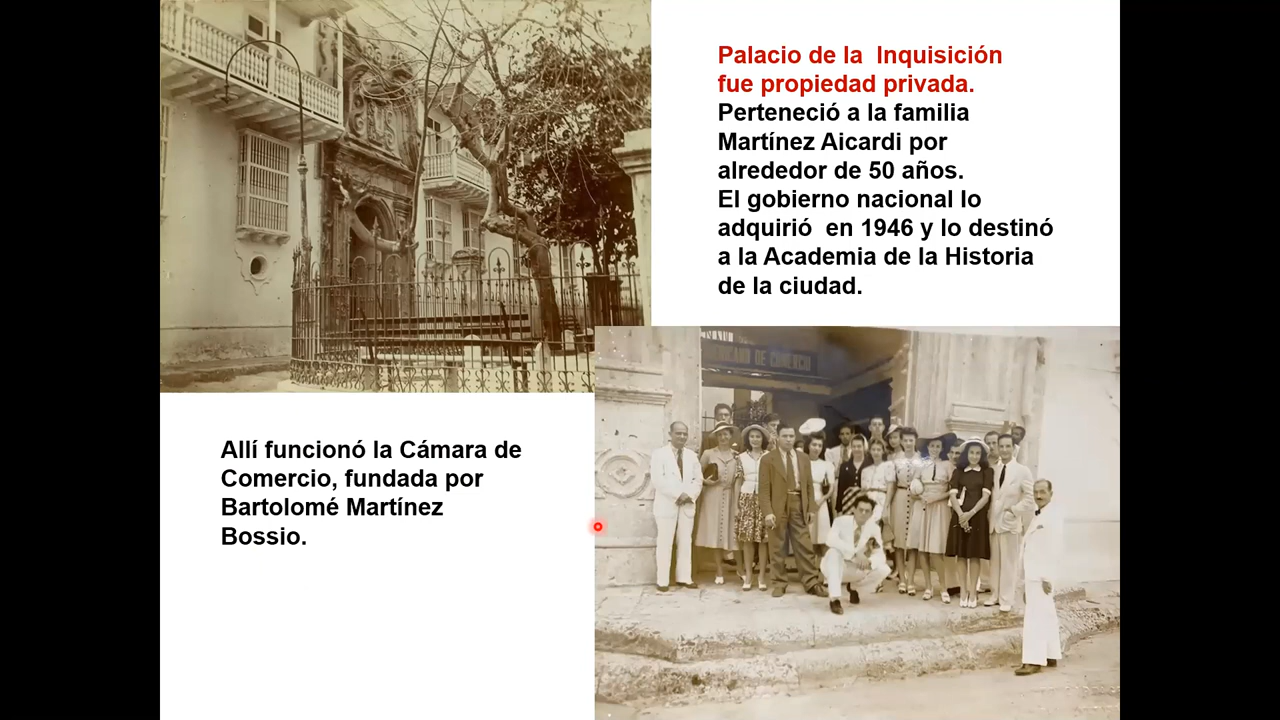 Palacio de la  Inquisición
fue propiedad privada.
Perteneció a la familia
Martínez Aicardi por
alrededor de 50 años.
El gobierno nacional lo
adquirió  en 1946 y lo destinó
a la Academia de la Historia
de la ciudad.
DE COMERCIO
Allí funcionó la Cámara de
Comercio, fundada por
Bartolomé Martínez
Bossio.